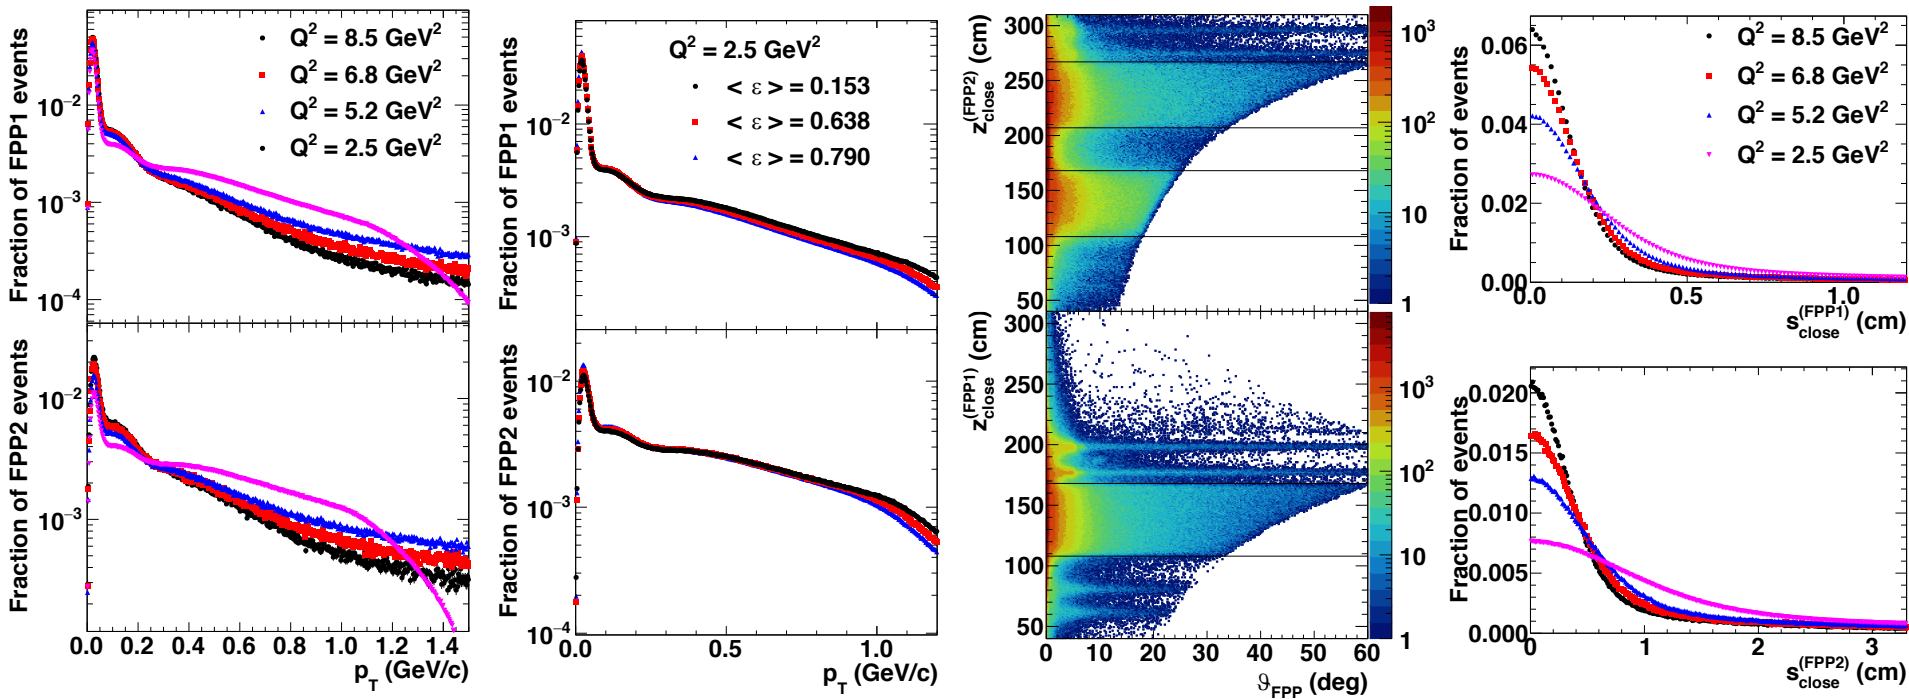 Fraction of FPP1 events
10⁻²
10⁻³
10⁻⁴
Q² = 8.5 GeV²
Q² = 6.8 GeV²
Q² = 5.2 GeV²
Q² = 2.5 GeV²
Fraction of FPP2 events
10⁻²
10⁻³
0.0 0.2 0.4 0.6 0.8 1.0 1.2 1.4
p_T (GeV/c)
Fraction of FPP1 events
10⁻²
10⁻³
Q² = 2.5 GeV²
< ε > = 0.153
< ε > = 0.638
< ε > = 0.790
Fraction of FPP2 events
10⁻²
10⁻³
10⁻⁴
0.5 1.0
p_T (GeV/c)
z_close^(FPP2) (cm)
300
250
200
150
100
50
10³
10²
10
1
z_close^(FPP1) (cm)
300
250
200
150
100
50
10³
10²
10
1
0 10 20 30 40 50 60
ϑ_FPP (deg)
Fraction of events
0.06
0.04
0.02
0.00
Q² = 8.5 GeV²
Q² = 6.8 GeV²
Q² = 5.2 GeV²
Q² = 2.5 GeV²
0.0 0.5 1.0
s_close^(FPP1) (cm)
Fraction of events
0.020
0.015
0.010
0.005
0.000
0 1 2 3
s_close^(FPP2) (cm)